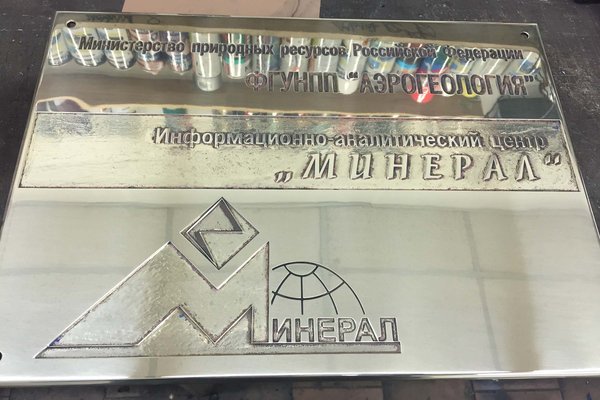 Министерство природных ресурсов Российской Федерации
ФГУНПП "АЭРОГЕОЛОГИЯ"
Информационно-аналитический центр
„МИНЕРАЛ“
МИНЕРАЛ